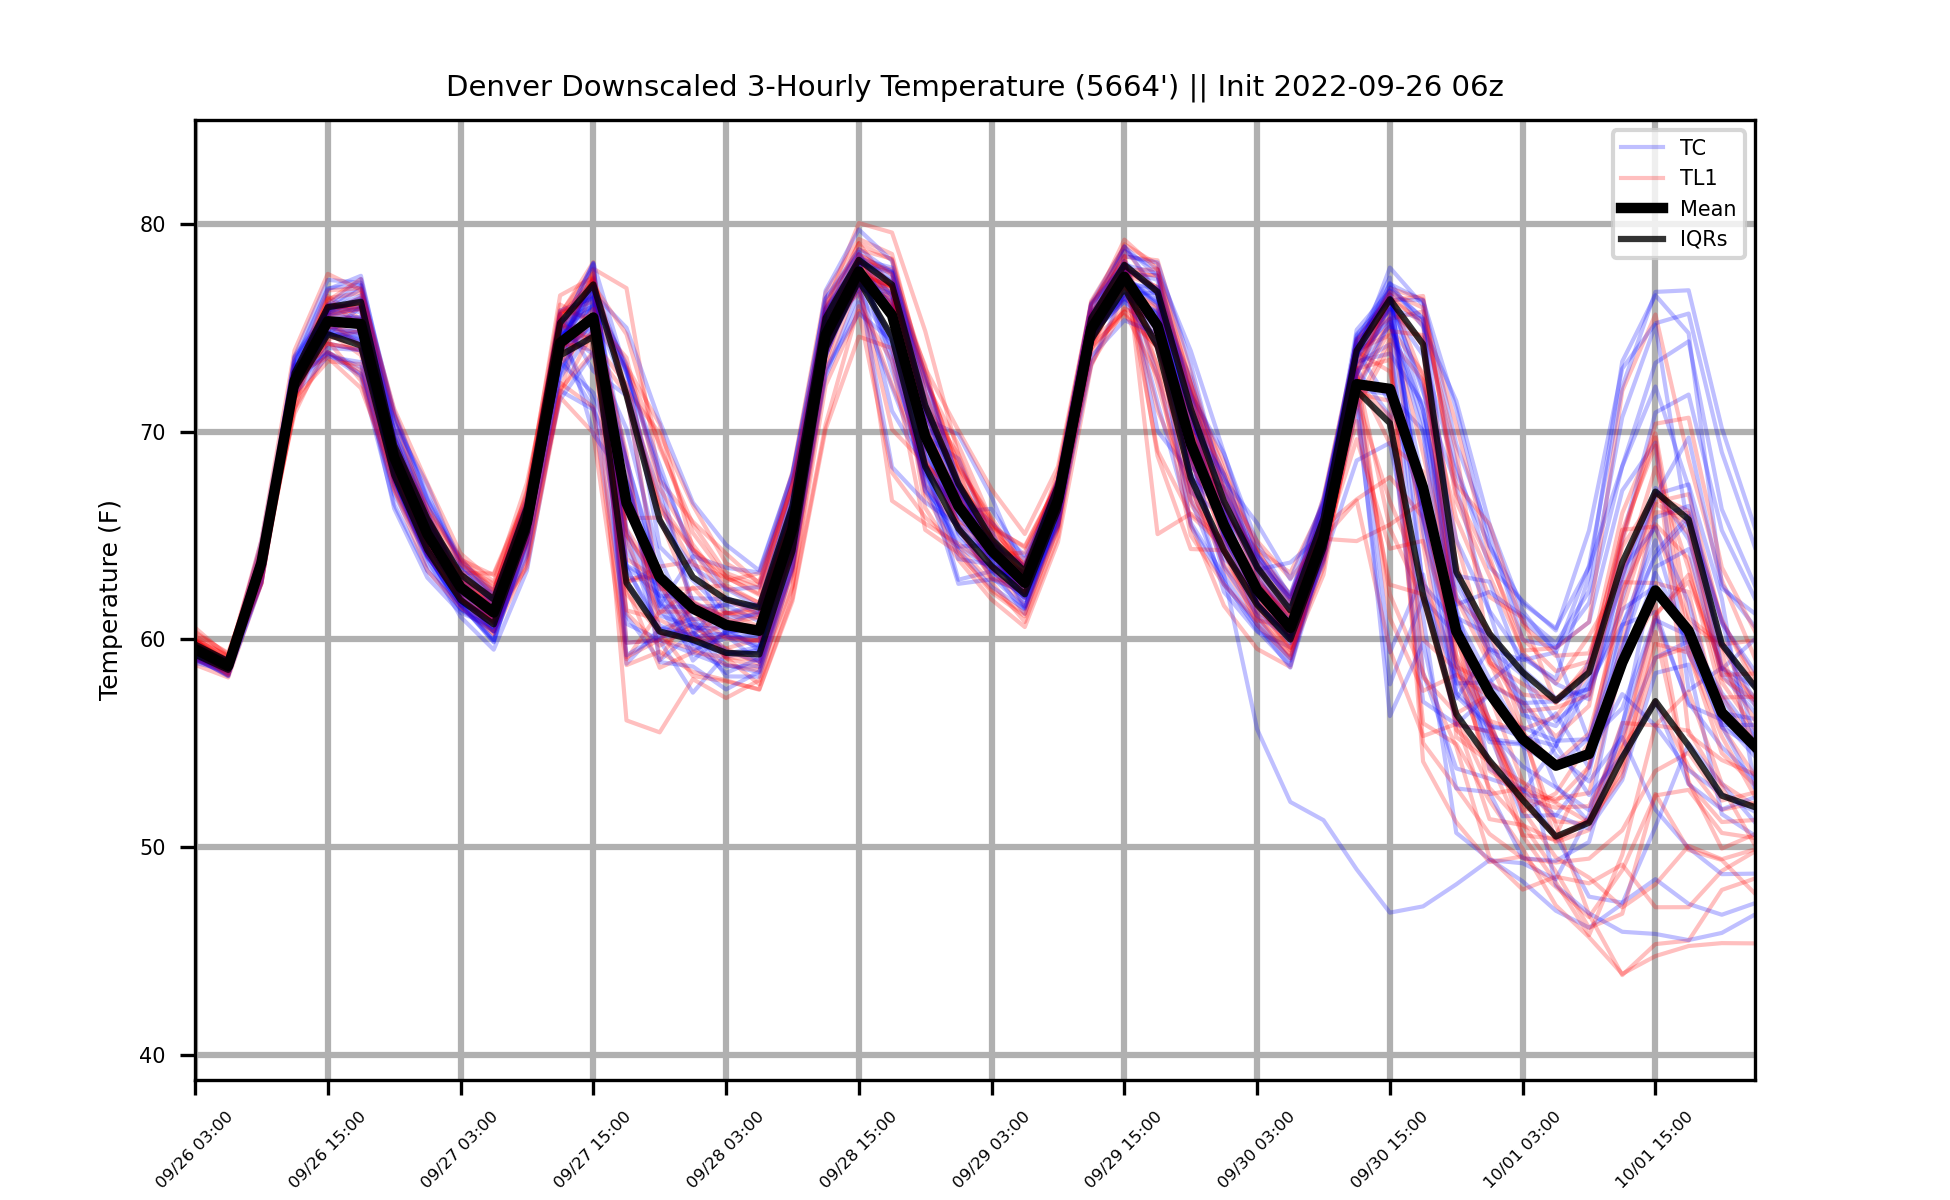 Denver Downscaled 3-Hourly Temperature (5664') || Init 2022-09-26 06z
TC
TL1
Mean
IQRs
Temperature (F)
80
70
60
50
40
09/26 03:00
09/26 15:00
09/27 03:00
09/27 15:00
09/28 03:00
09/28 15:00
09/29 03:00
09/29 15:00
09/30 03:00
09/30 15:00
10/01 03:00
10/01 15:00